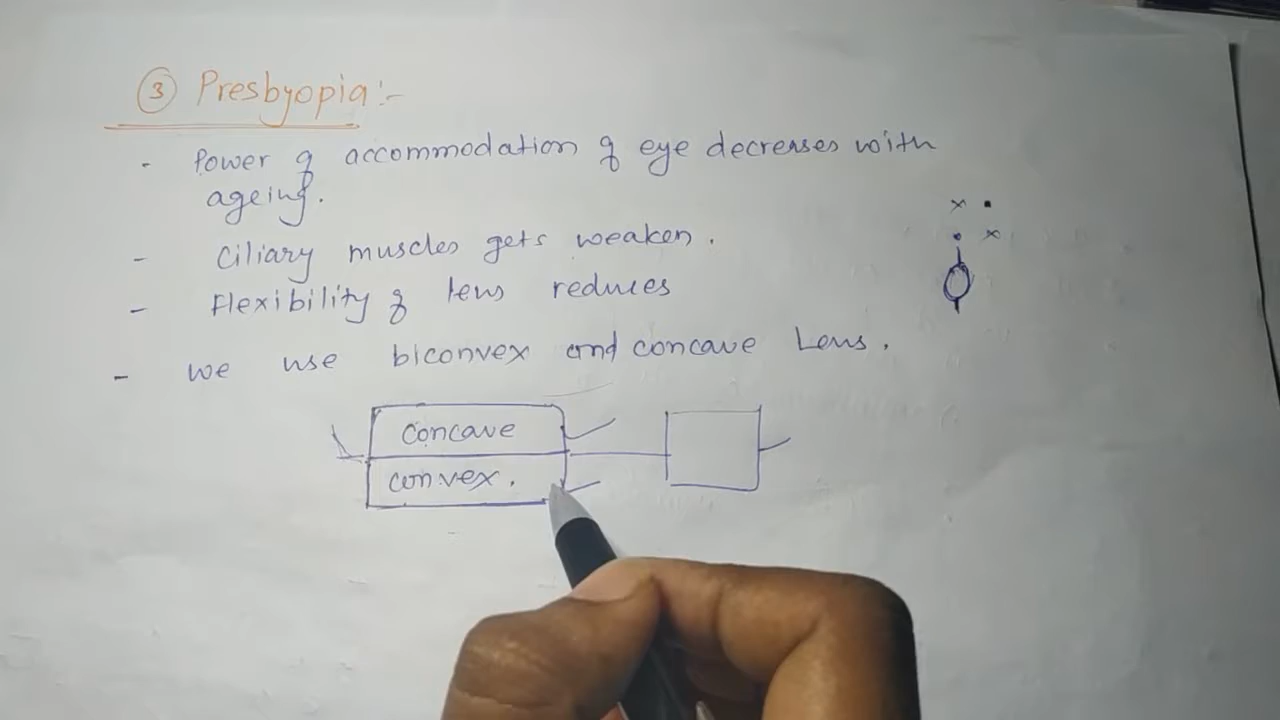 ③ Presbyopia:-
- Power of accommodation of eye decreases with
ageing.
- Ciliary muscles gets weaken.
- Flexibility of lens reduces
- We use biconvex and concave Lens.
concave
convex.